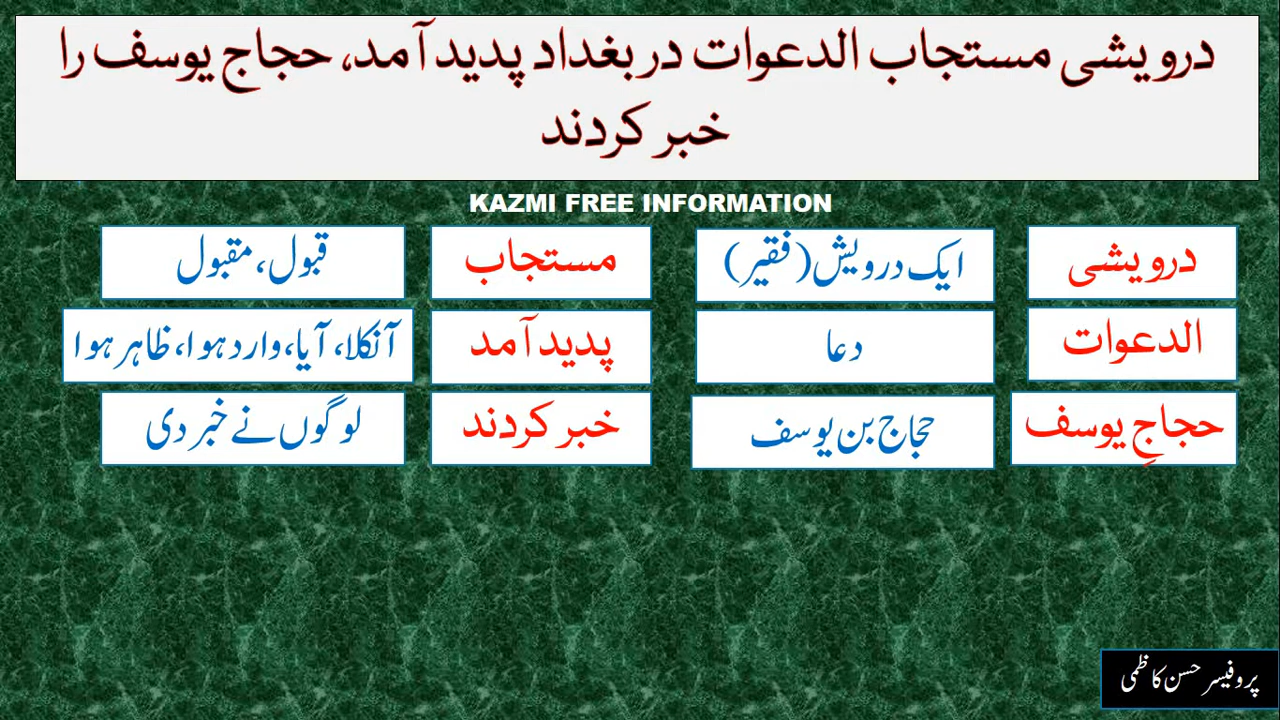 درویشی مستجاب الدعوات در بغداد پدید آمد، حجاج یوسف را
خبر کردند
KAZMI FREE INFORMATION
درویشی
ایک درویش (فقیر)
مستجاب
قبول، مقبول
الدعوات
دعا
پدید آمد
آ نکلا، آیا، وارد ہوا، ظاہر ہوا
حجاجِ یوسف
حجاج بن یوسف
خبر کردند
لوگوں نے خبر دی
پروفیسر حسن کاظمی